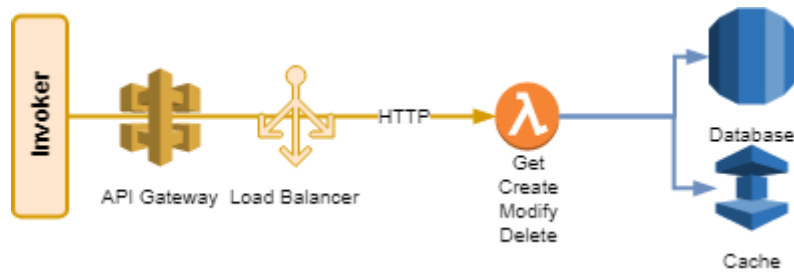 Invoker
API Gateway
Load Balancer
HTTP
Get
Create
Modify
Delete
Database
Cache